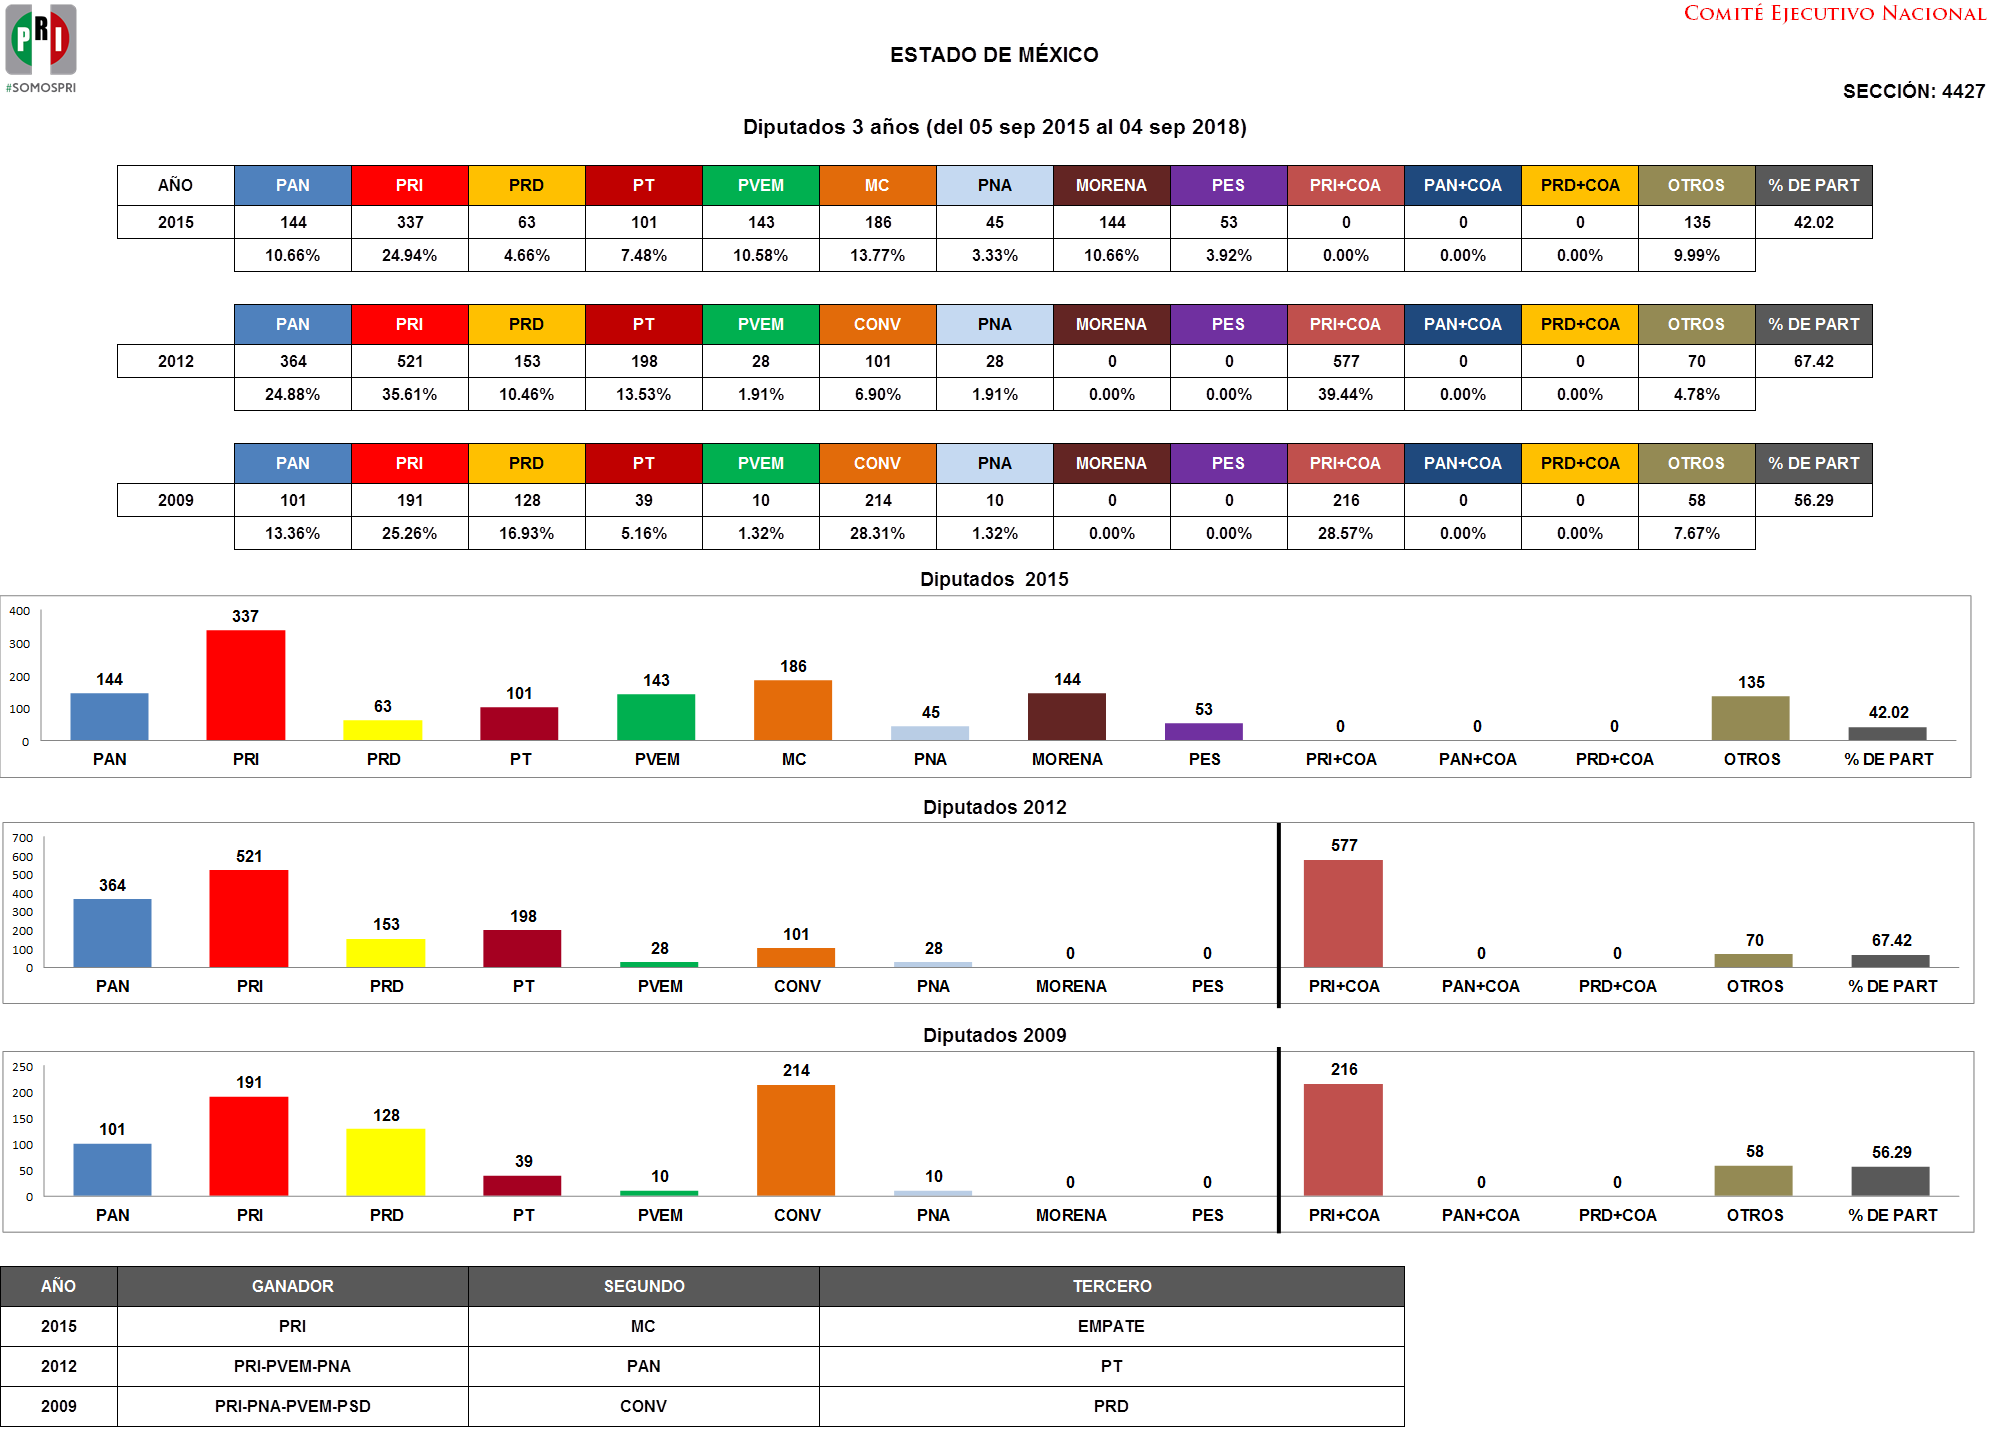 PRI
#SOMOSPRI
COMITÉ EJECUTIVO NACIONAL
ESTADO DE MÉXICO
SECCIÓN: 4427
Diputados 3 años (del 05 sep 2015 al 04 sep 2018)
AÑO PAN PRI PRD PT PVEM MC PNA MORENA PES PRI+COA PAN+COA PRD+COA OTROS % DE PART
2015 144 337 63 101 143 186 45 144 53 0 0 0 135 42.02
10.66% 24.94% 4.66% 7.48% 10.58% 13.77% 3.33% 10.66% 3.92% 0.00% 0.00% 0.00% 9.99%
PAN PRI PRD PT PVEM CONV PNA MORENA PES PRI+COA PAN+COA PRD+COA OTROS % DE PART
2012 364 521 153 198 28 101 28 0 0 577 0 0 70 67.42
24.88% 35.61% 10.46% 13.53% 1.91% 6.90% 1.91% 0.00% 0.00% 39.44% 0.00% 0.00% 4.78%
PAN PRI PRD PT PVEM CONV PNA MORENA PES PRI+COA PAN+COA PRD+COA OTROS % DE PART
2009 101 191 128 39 10 214 10 0 0 216 0 0 58 56.29
13.36% 25.26% 16.93% 5.16% 1.32% 28.31% 1.32% 0.00% 0.00% 28.57% 0.00% 0.00% 7.67%
Diputados 2015
400
300
200
100
0
144 337 63 101 143 186 45 144 53 0 0 0 135 42.02
PAN PRI PRD PT PVEM MC PNA MORENA PES PRI+COA PAN+COA PRD+COA OTROS % DE PART
Diputados 2012
700
600
500
400
300
200
100
0
364 521 153 198 28 101 28 0 0 577 0 0 70 67.42
PAN PRI PRD PT PVEM CONV PNA MORENA PES PRI+COA PAN+COA PRD+COA OTROS % DE PART
Diputados 2009
250
200
150
100
50
0
101 191 128 39 10 214 10 0 0 216 0 0 58 56.29
PAN PRI PRD PT PVEM CONV PNA MORENA PES PRI+COA PAN+COA PRD+COA OTROS % DE PART
AÑO GANADOR SEGUNDO TERCERO
2015 PRI MC EMPATE
2012 PRI-PVEM-PNA PAN PT
2009 PRI-PNA-PVEM-PSD CONV PRD